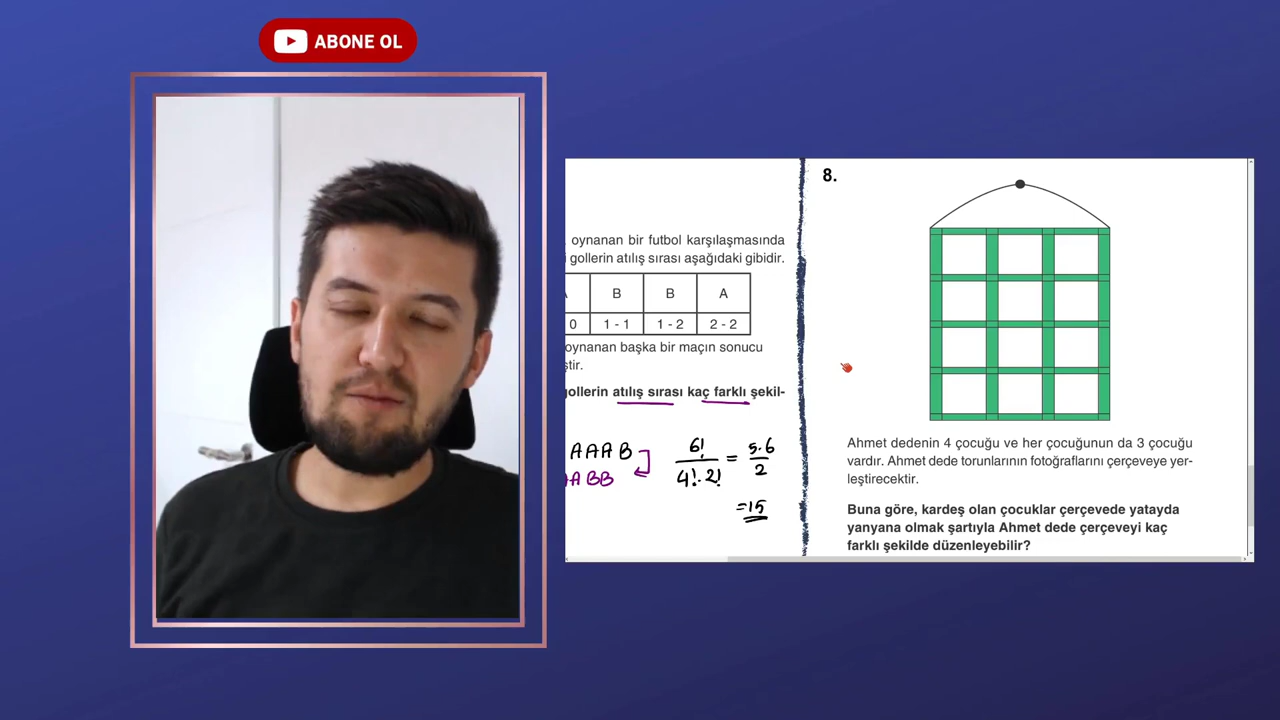 ABONE OL
oynanan bir futbol karşılaşmasında
gollerin atılış sırası aşağıdaki gibidir.
B B A
0 1 - 1 1 - 2 2 - 2
oynanan başka bir maçın sonucu
tir.
gollerin atılış sırası kaç farklı şekil-
A A A B
A B B
6!
4! . 2!
= 5.6
2
= 15
8.
Ahmet dedenin 4 çocuğu ve her çocuğunun da 3 çocuğu
vardır. Ahmet dede torunlarının fotoğraflarını çerçeveye yer-
leştirecektir.
Buna göre, kardeş olan çocuklar çerçevede yatayda
yanyana olmak şartıyla Ahmet dede çerçeveyi kaç
farklı şekilde düzenleyebilir?